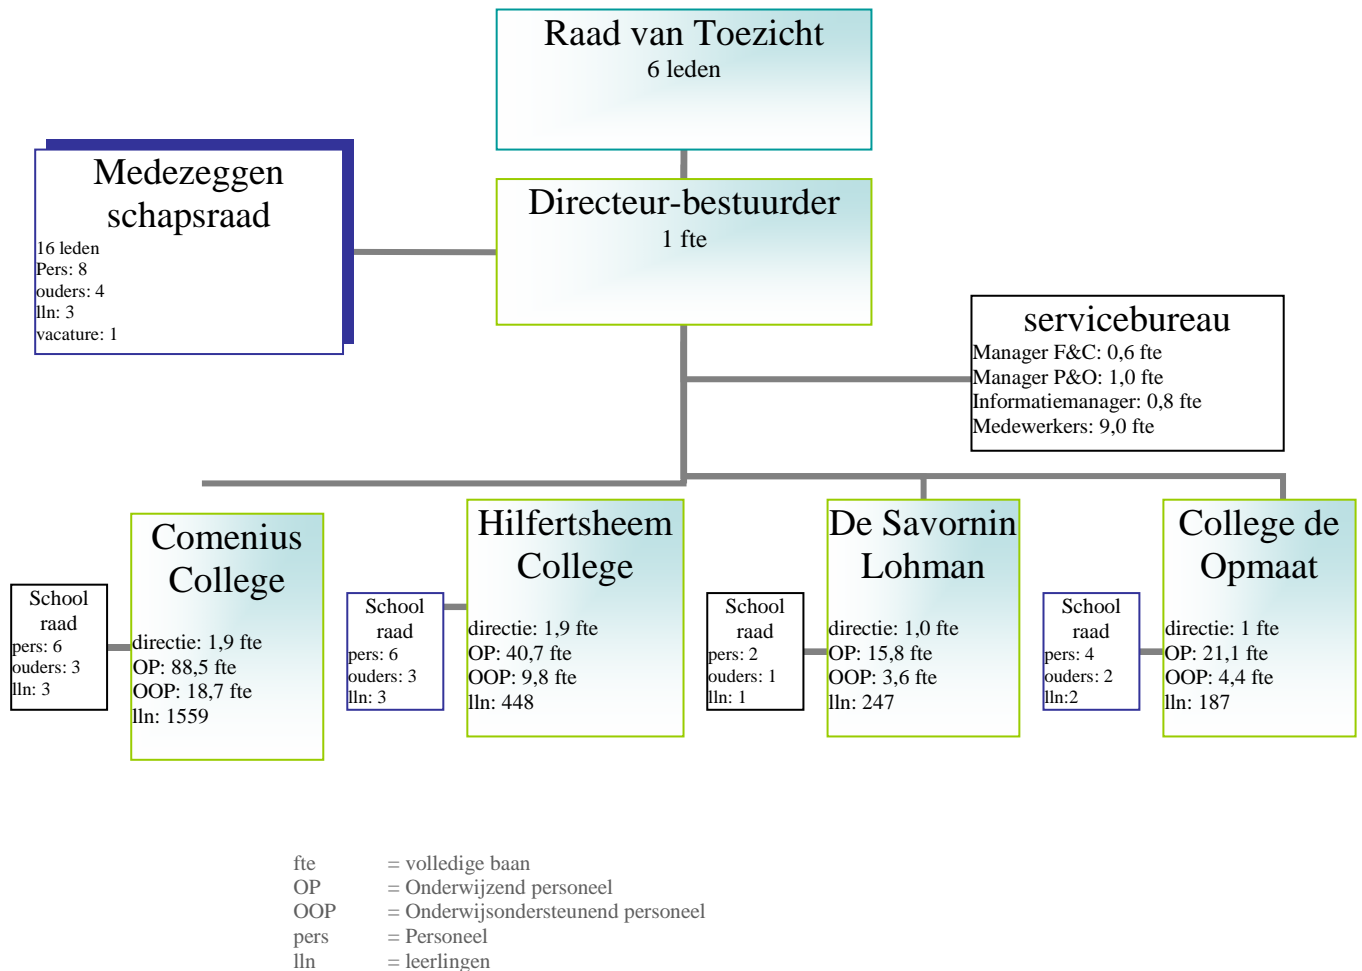 Raad van Toezicht
6 leden
Medezeggen
schapsraad
16 leden
Pers: 8
ouders: 4
lln: 3
vacature: 1
Directeur-bestuurder
1 fte
servicebureau
Manager F&C: 0,6 fte
Manager P&O: 1,0 fte
Informatiemanager: 0,8 fte
Medewerkers: 9,0 fte
School
raad
pers: 6
ouders: 3
lln: 3
Comenius
College
directie: 1,9 fte
OP: 88,5 fte
OOP: 18,7 fte
lln: 1559
School
raad
pers: 6
ouders: 3
lln: 3
Hilfertsheem
College
directie: 1,9 fte
OP: 40,7 fte
OOP: 9,8 fte
lln: 448
School
raad
pers: 2
ouders: 1
lln: 1
De Savornin
Lohman
directie: 1,0 fte
OP: 15,8 fte
OOP: 3,6 fte
lln: 247
School
raad
pers: 4
ouders: 2
lln:2
College de
Opmaat
directie: 1 fte
OP: 21,1 fte
OOP: 4,4 fte
lln: 187
fte = volledige baan
OP = Onderwijzend personeel
OOP = Onderwijsondersteunend personeel
pers = Personeel
lln = leerlingen